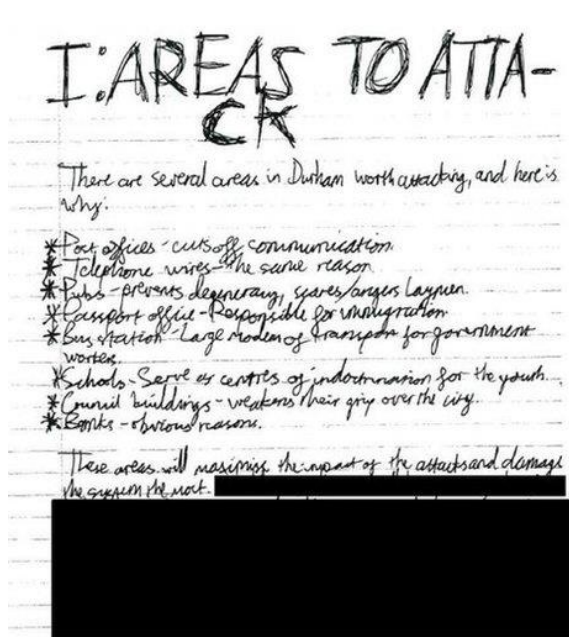 I: AREAS TO ATTA-
CK
There are several areas in Durham worth attacking, and here is
why:
*Post offices - cuts off communication
*Telephone wires - the same reason.
*Pubs - prevents degeneracy, scares/angers laymen.
*Passport office - Responsible for immigration
*Bus station - Large modem of transport for government
workers.
*Schools - Serve as centres of indoctrination for the youth.
*Council buildings - weakens their grip over the city.
*Banks - obvious reasons.
These areas will maximise the impact of the attacks and damage
the system the most.